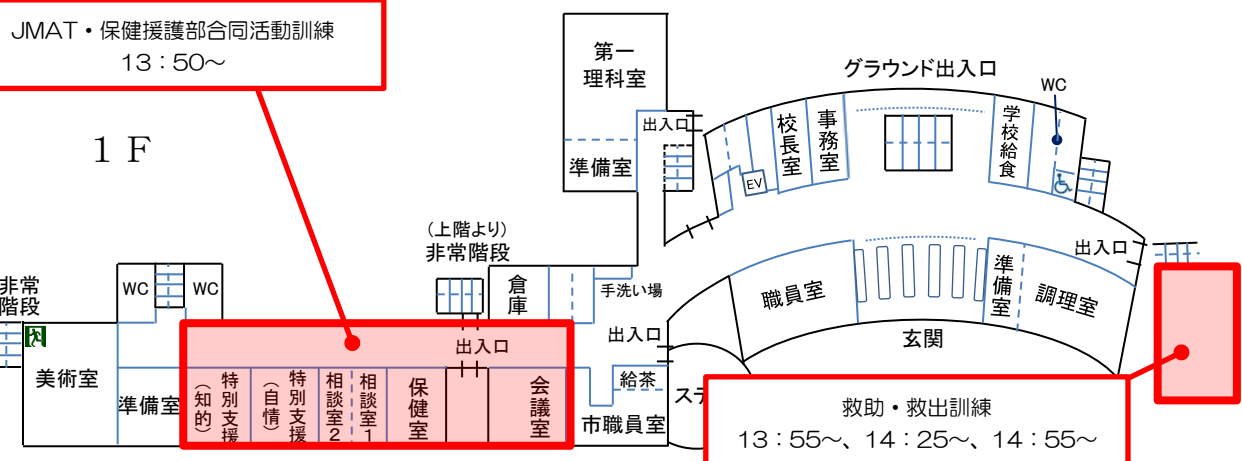 JMAT・保健援護部合同活動訓練
13：50～
1 F
第一
理科室
準備室
出入口
グラウンド出入口
WC
校長室
事務室
学校給食
EV
(上階より)
非常階段
非常
階段
WC
WC
倉庫
手洗い場
出入口
出入口
職員室
準備室
調理室
玄関
美術室
準備室
特別支援
（知的）
特別支援
（自情）
相談室２
相談室１
保健室
出入口
会議室
給茶
市職員室
ステ
救助・救出訓練
13：55～、14：25～、14：55～